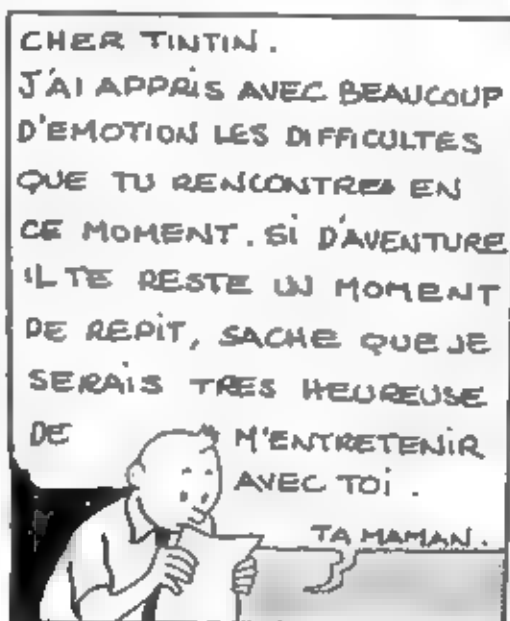 CHER TINTIN.
J'AI APPRIS AVEC BEAUCOUP
D'EMOTION LES DIFFICULTES
QUE TU RENCONTRES EN
CE MOMENT. SI D'AVENTURE
IL TE RESTE UN MOMENT
DE REPIT, SACHE QUE JE
SERAIS TRES HEUREUSE
DE M'ENTRETENIR
AVEC TOI.
TA MAMAN.